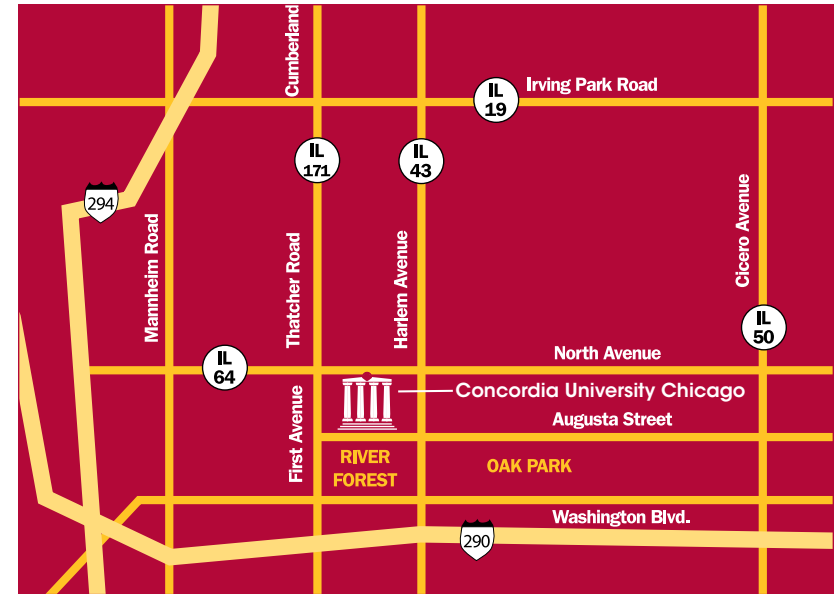 Cumberland
Irving Park Road
IL
19
IL
171
IL
43
294
Mannheim Road
Thatcher Road
Harlem Avenue
Cicero Avenue
IL
50
IL
64
North Avenue
Concordia University Chicago
Augusta Street
First Avenue
RIVER
FOREST
OAK PARK
Washington Blvd.
290